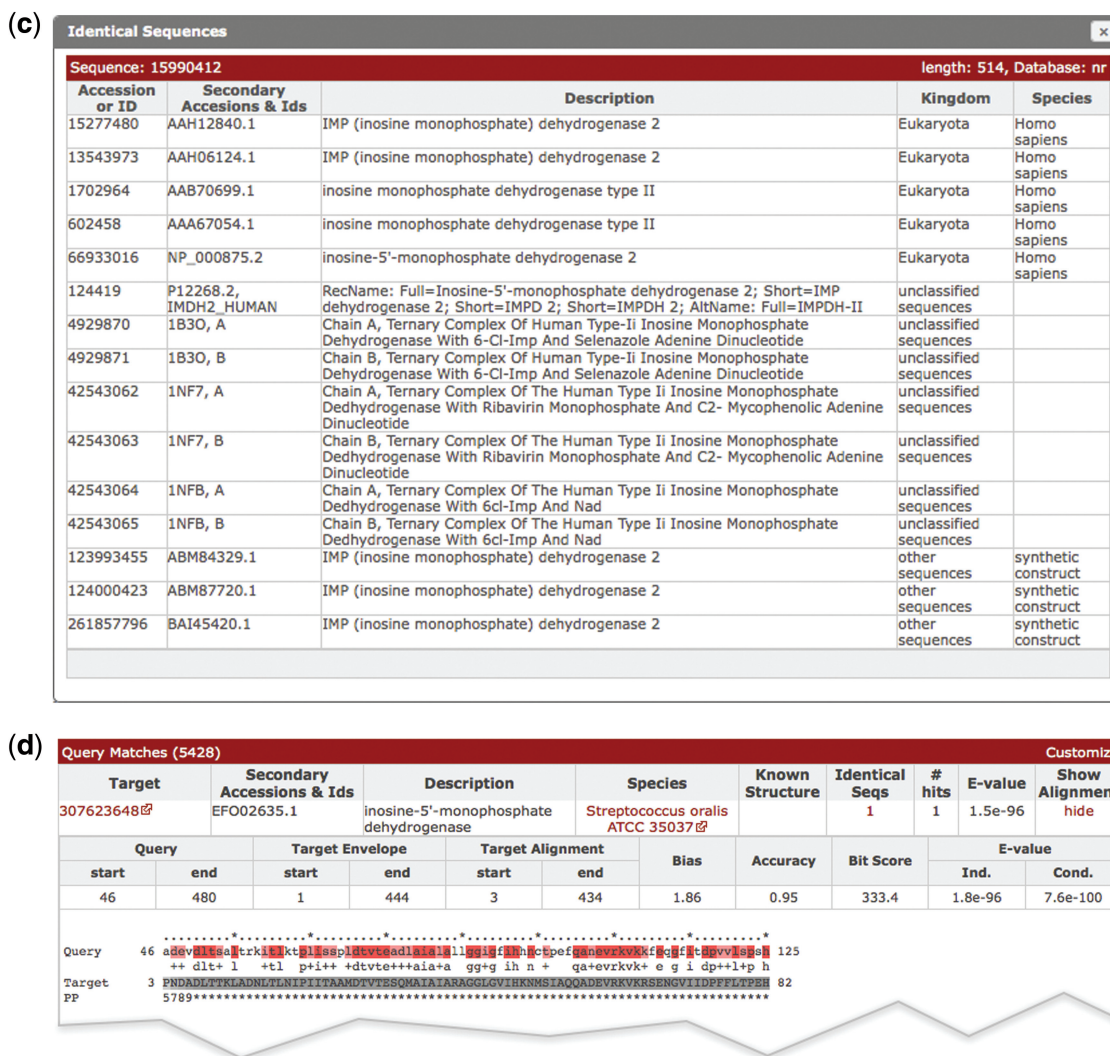 (c)
Identical Sequences
×
Sequence: 15990412 length: 514, Database: nr
Accession or ID Secondary Accesions & Ids Description Kingdom Species
15277480 AAH12840.1 IMP (inosine monophosphate) dehydrogenase 2 Eukaryota Homo sapiens
13543973 AAH06124.1 IMP (inosine monophosphate) dehydrogenase 2 Eukaryota Homo sapiens
1702964 AAB70699.1 inosine monophosphate dehydrogenase type II Eukaryota Homo sapiens
602458 AAA67054.1 inosine monophosphate dehydrogenase type II Eukaryota Homo sapiens
66933016 NP_000875.2 inosine-5'-monophosphate dehydrogenase 2 Eukaryota Homo sapiens
124419 P12268.2, IMDH2_HUMAN RecName: Full=Inosine-5'-monophosphate dehydrogenase 2; Short=IMP dehydrogenase 2; Short=IMPD 2; Short=IMPDH 2; AltName: Full=IMPDH-II unclassified sequences
4929870 1B3O, A Chain A, Ternary Complex Of Human Type-Ii Inosine Monophosphate Dehydrogenase With 6-Cl-Imp And Selenazole Adenine Dinucleotide unclassified sequences
4929871 1B3O, B Chain B, Ternary Complex Of Human Type-Ii Inosine Monophosphate Dehydrogenase With 6-Cl-Imp And Selenazole Adenine Dinucleotide unclassified sequences
42543062 1NF7, A Chain A, Ternary Complex Of The Human Type Ii Inosine Monophosphate Dedhydrogenase With Ribavirin Monophosphate And C2- Mycophenolic Adenine Dinucleotide unclassified sequences
42543063 1NF7, B Chain B, Ternary Complex Of The Human Type Ii Inosine Monophosphate Dedhydrogenase With Ribavirin Monophosphate And C2- Mycophenolic Adenine Dinucleotide unclassified sequences
42543064 1NFB, A Chain A, Ternary Complex Of The Human Type Ii Inosine Monophosphate Dedhydrogenase With 6cl-Imp And Nad unclassified sequences
42543065 1NFB, B Chain B, Ternary Complex Of The Human Type Ii Inosine Monophosphate Dedhydrogenase With 6cl-Imp And Nad unclassified sequences
123993455 ABM84329.1 IMP (inosine monophosphate) dehydrogenase 2 other sequences synthetic construct
124000423 ABM87720.1 IMP (inosine monophosphate) dehydrogenase 2 other sequences synthetic construct
261857796 BAI45420.1 IMP (inosine monophosphate) dehydrogenase 2 other sequences synthetic construct
(d)
Query Matches (5428) Customiz
Target Secondary Accessions & Ids Description Species Known Structure Identical Seqs # hits E-value Show Alignmen
307623648 EFO02635.1 inosine-5'-monophosphate dehydrogenase Streptococcus oralis ATCC 35037 1 1 1.5e-96 hide
Query Target Envelope Target Alignment Bias Accuracy Bit Score E-value
start end start end start end Ind. Cond.
46 480 1 444 3 434 1.86 0.95 333.4 1.8e-96 7.6e-100
.........*.........*.........*.........*.........*.........*.........*.........*
Query 46 adevdltsaltrkitlktplisspldtvteadlaialallggigfihhnctpefqanevrkvkkfeqgfitdpvvlspsh 125
++ dlt+ l +tl p+i++ +dtvte+++aia+a gg+g ih n + qa+evrkvk+ e g i dp++l+p h
Target 3 PNDADLTTKLADNLTLNIPIITAAMDTVTESQMAIAIARAGGLGVIHKNMSIAQQADEVRKVKRSENGVIIDPFFLTPEH 82
PP 5789****************************************************************************